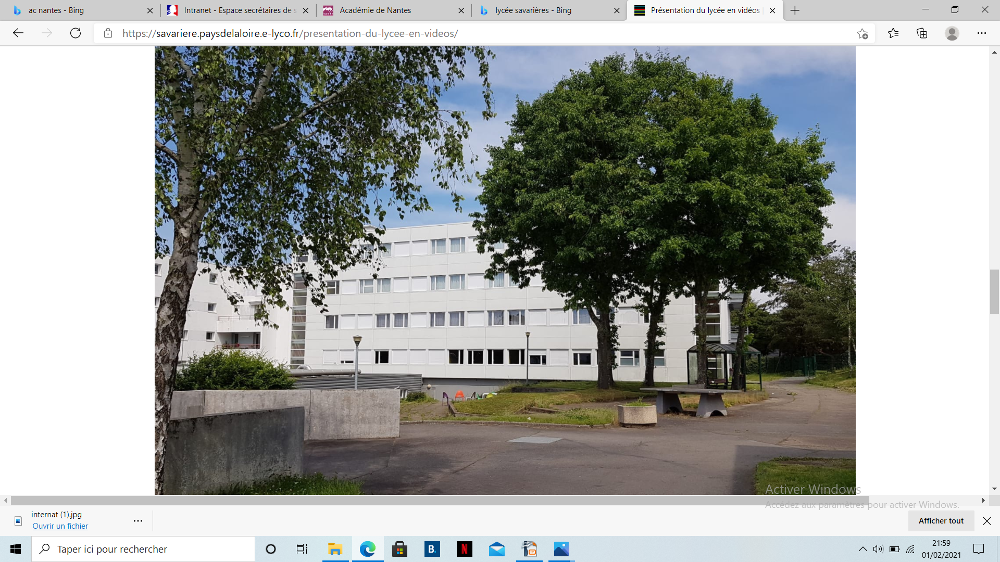 ac nantes - Bing
Intranet - Espace secrétaires de s
Académie de Nantes
lycée savarières - Bing
Présentation du lycée en vidéos
https://savariere.paysdelaloire.e-lyco.fr/presentation-du-lycee-en-videos/
Activer Windows
Accédez aux paramètres pour activer Windows.
internat (1).jpg
Ouvrir un fichier
Afficher tout
Taper ici pour rechercher
B.
N
21:59
01/02/2021